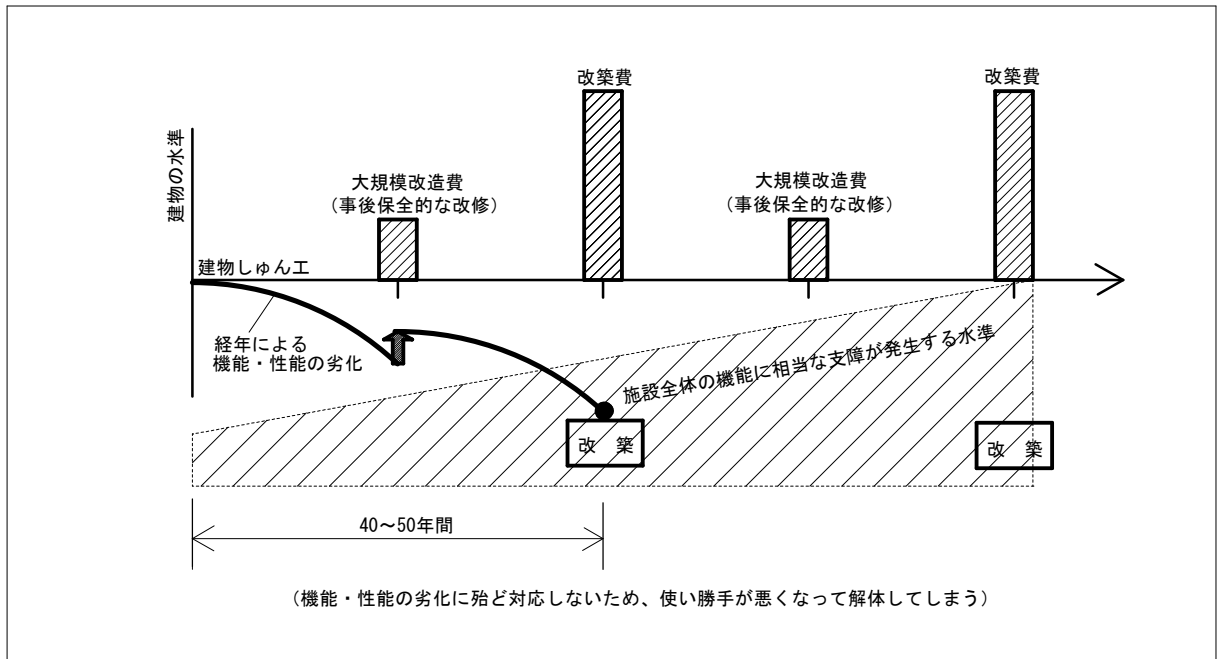 改築費
改築費
建物の水準
大規模改造費
（事後保全的な改修）
大規模改造費
（事後保全的な改修）
建物しゅん工
経年による
機能・性能の劣化
施設全体の機能に相当な支障が発生する水準
改　築
改　築
40～50年間
（機能・性能の劣化に殆ど対応しないため、使い勝手が悪くなって解体してしまう）